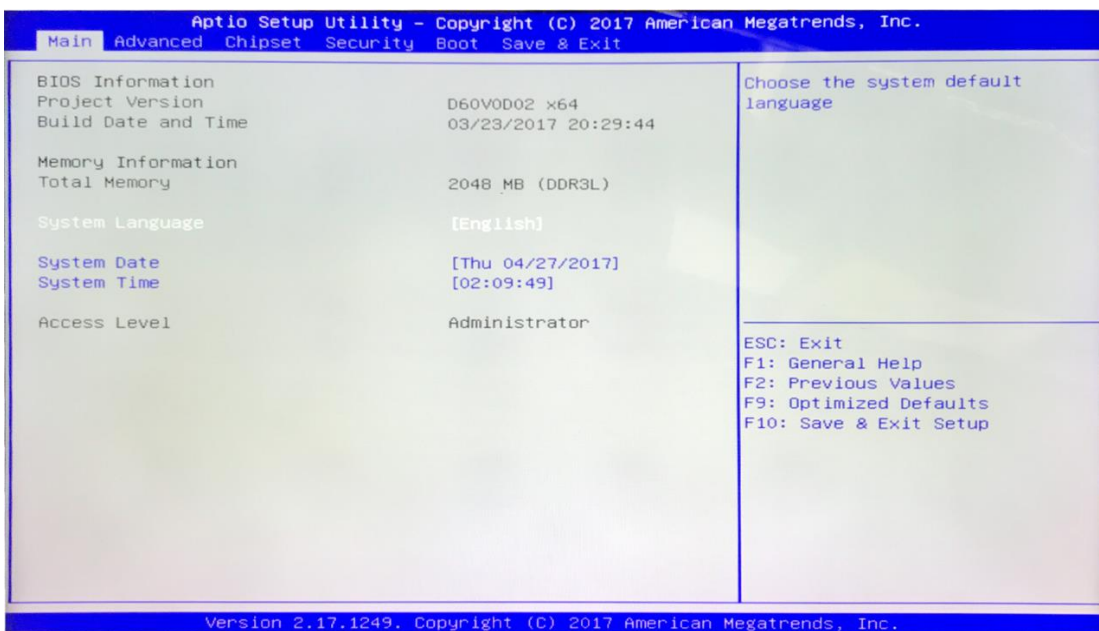 Aptio Setup Utility – Copyright (C) 2017 American Megatrends, Inc.
Main Advanced Chipset Security Boot Save & Exit
BIOS Information
Project Version D60V0D02 x64
Build Date and Time 03/23/2017 20:29:44
Memory Information
Total Memory 2048 MB (DDR3L)
System Language [English]
System Date [Thu 04/27/2017]
System Time [02:09:49]
Access Level Administrator
Choose the system default
language
ESC: Exit
F1: General Help
F2: Previous Values
F9: Optimized Defaults
F10: Save & Exit Setup
Version 2.17.1249. Copyright (C) 2017 American Megatrends, Inc.